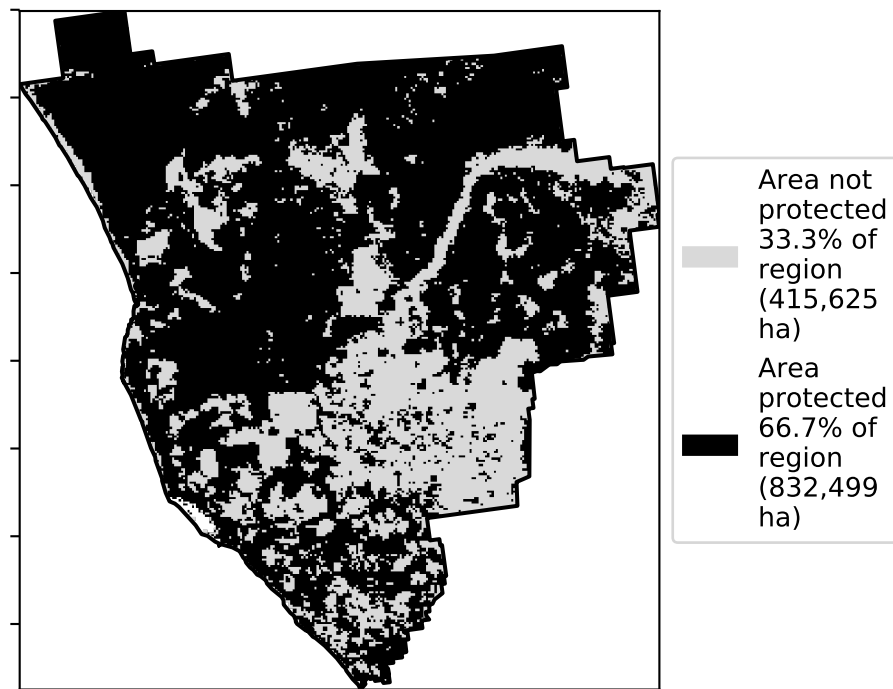 Area not
protected
33.3% of
region
(415,625
ha)
Area
protected
66.7% of
region
(832,499
ha)